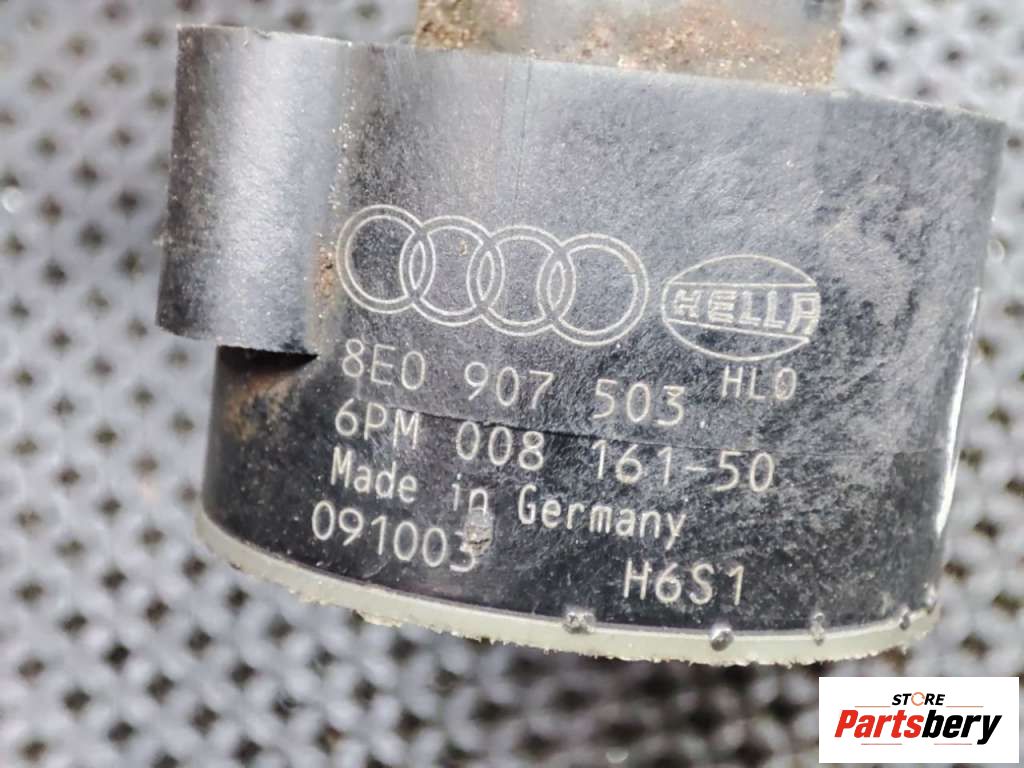 HELLA
HLO
8E0 907 503
6PM 008 161-50
Made in Germany
091003
H6S1
STORE
Partsbery